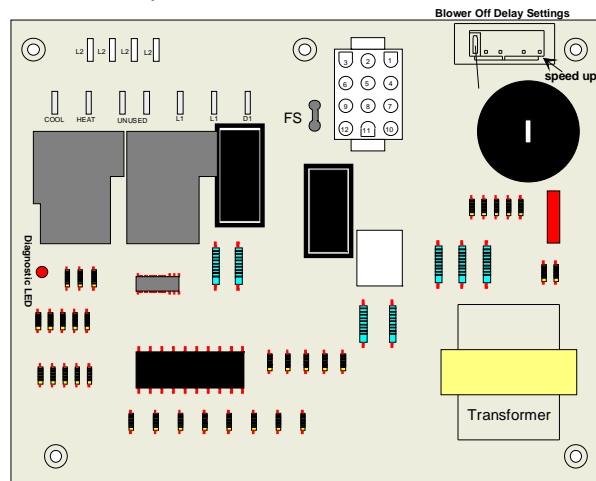 Blower Off Delay Settings
speed up
L2 L2 L2 L2
COOL HEAT UNUSED L1 L1 D1
FS
3 2 1
6 5 4
9 8 7
12 11 10
Diagnostic LED
Transformer